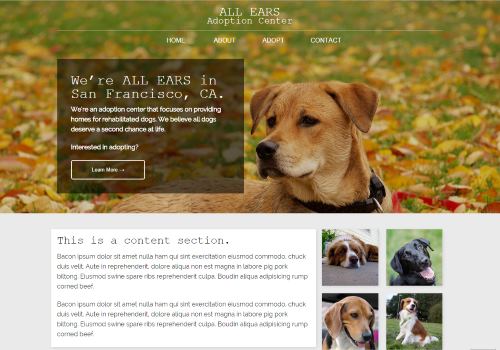 ALL EARS
Adoption Center
HOME ABOUT ADOPT CONTACT
We're ALL EARS in
San Francisco, CA.
We're an adoption center that focuses on providing
homes for rehabilitated dogs. We believe all dogs
deserve a second chance at life.
Interested in adopting?
Learn More →
This is a content section.
Bacon ipsum dolor sit amet nulla ham qui sint exercitation eiusmod commodo, chuck
duis velit. Aute in reprehenderit, dolore aliqua non est magna in labore pig pork
biltong. Eiusmod swine spare ribs reprehenderit culpa. Boudin aliqua adipisicing rump
corned beef.
Bacon ipsum dolor sit amet nulla ham qui sint exercitation eiusmod commodo, chuck
duis velit. Aute in reprehenderit, dolore aliqua non est magna in labore pig pork
biltong. Eiusmod swine spare ribs reprehenderit culpa. Boudin aliqua adipisicing rump
corned beef.